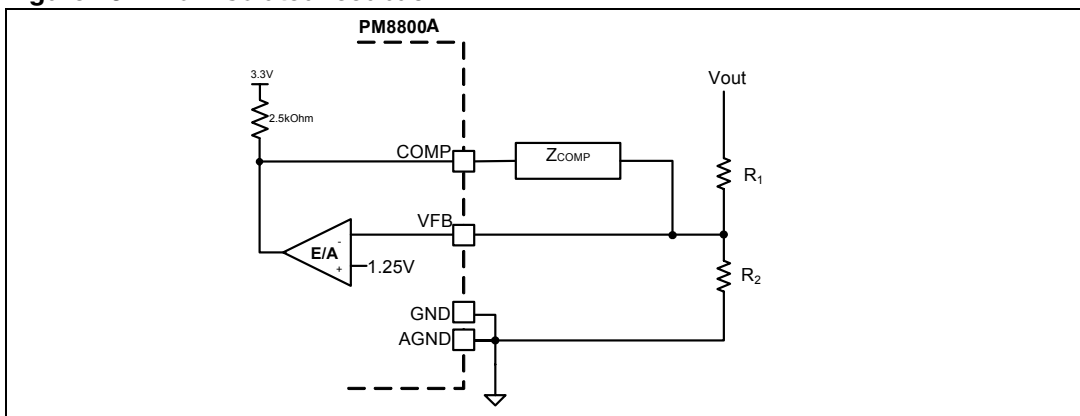 PM8800A
3.3V
2.5kOhm
COMP
ZCOMP
Vout
R1
VFB
E/A
-
+
1.25V
R2
GND
AGND